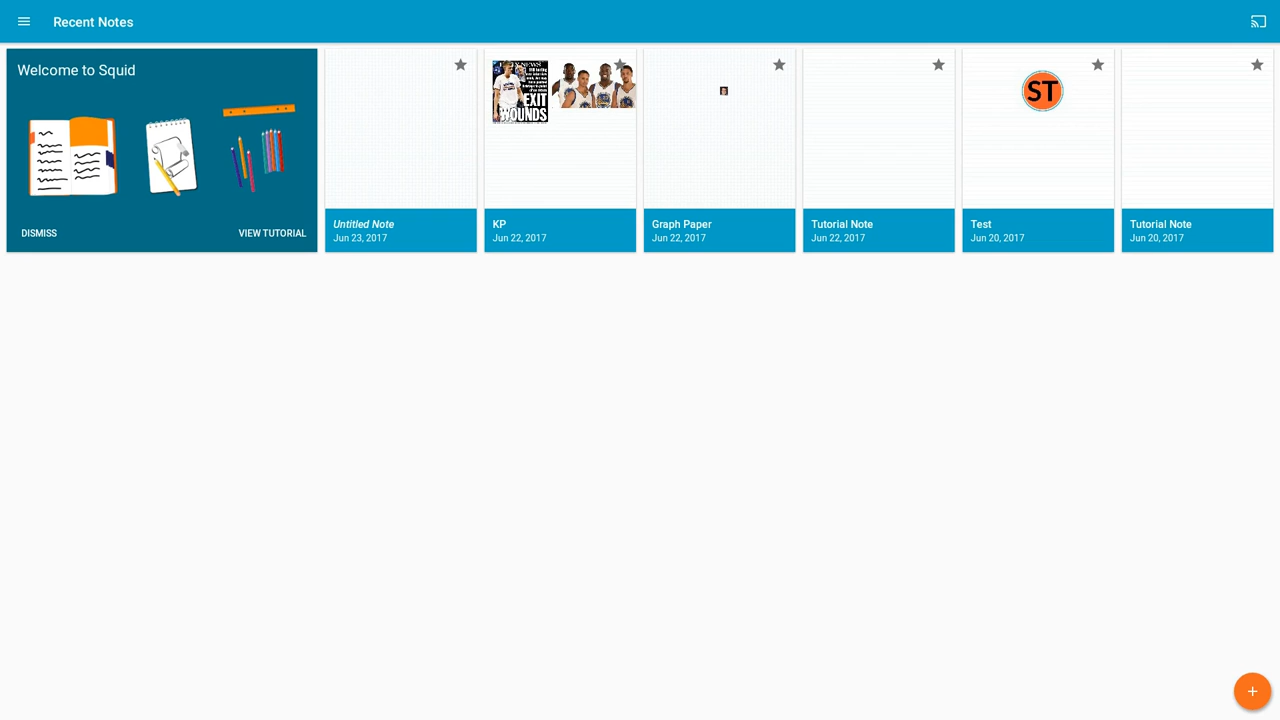 Recent Notes
Welcome to Squid
DISMISS
VIEW TUTORIAL
Untitled Note
Jun 23, 2017
EXIT
WOUNDS
KP
Jun 22, 2017
Graph Paper
Jun 22, 2017
Tutorial Note
Jun 22, 2017
ST
Test
Jun 20, 2017
Tutorial Note
Jun 20, 2017